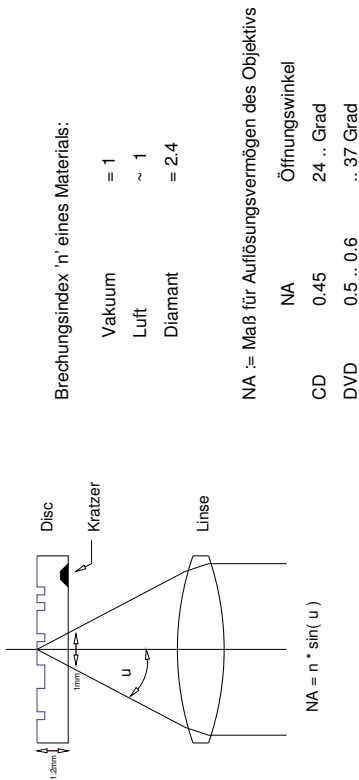 1.2mm
1mm
u
Disc
Kratzer
Linse
NA = n * sin( u )
Brechungsindex 'n' eines Materials:
Vakuum = 1
Luft ~ 1
Diamant = 2.4
NA := Maß für Auflösungsvermögen des Objektivs
NA Öffnungswinkel
CD 0.45 24 .. Grad
DVD 0.5 .. 0.6 .. 37 Grad